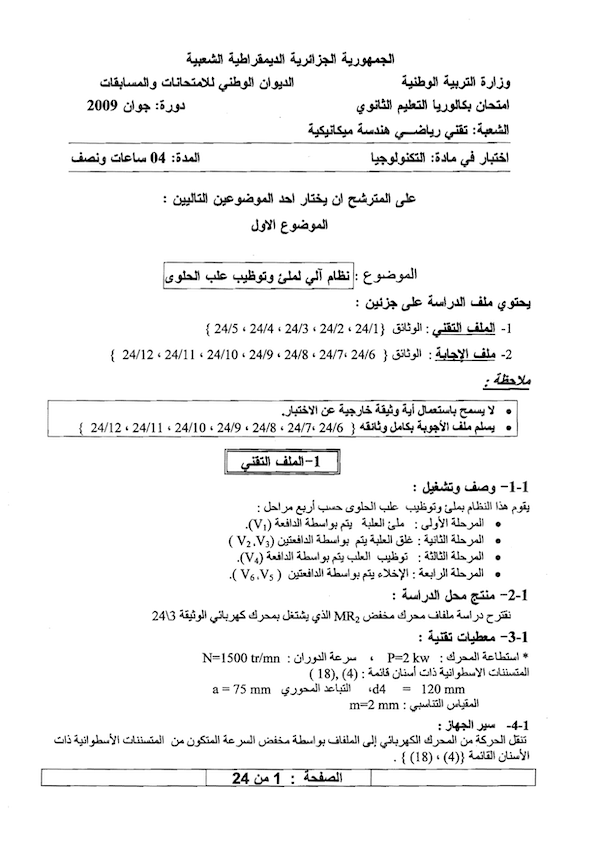 الجمهورية الجزائرية الديمقراطية الشعبية
وزارة التربية الوطنية الديوان الوطني للامتحانات والمسابقات
امتحان بكالوريا التعليم الثانوي دورة: جوان 2009
الشعبة: تقني رياضي هندسة ميكانيكية
اختبار في مادة: التكنولوجيا المدة: 04 ساعات ونصف
على المترشح ان يختار احد الموضوعين التاليين :
الموضوع الاول
الموضوع : نظام آلي لملئ وتوظيب علب الحلوى
يحتوي ملف الدراسة على جزئين :
1- الملف التقني : الوثائق {24/1 ، 24/2 ، 24/3 ، 24/4 ، 24/5 }
2- ملف الإجابة : الوثائق { 24/6 ،24/7 ، 24/8 ، 24/9 ، 24/10 ، 24/11 ، 24/12 }
ملاحظة :
• لا يسمح باستعمال أية وثيقة خارجية عن الاختبار.
• يسلم ملف الأجوبة بكامل وثائقه { 24/6 ،24/7 ، 24/8 ، 24/9 ، 24/10 ، 24/11 ، 24/12 }
1-الملف التقني
1-1- وصف وتشغيل :
يقوم هذا النظام بملئ وتوظيب علب الحلوى حسب أربع مراحل :
• المرحلة الأولى : ملئ العلبة يتم بواسطة الدافعة (V1).
• المرحلة الثانية : غلق العلبة يتم بواسطة الدافعتين (V2 ،V3 )
• المرحلة الثالثة : توظيب العلب يتم بواسطة الدافعة (V4).
• المرحلة الرابعة : الإخلاء يتم بواسطة الدافعتين ( V5 ،V6 ).
2-1- منتج محل الدراسة :
نقترح دراسة ملفاف محرك مخفض MR2 الذي يشتغل بمحرك كهربائي الوثيقة 3\24
3-1- معطيات تقنية :
* استطاعة المحرك : P=2 kw ، سرعة الدوران : N=1500 tr/mn
المتسننات الاسطوانية ذات أسنان قائمة : (4) ,(18 )
d4 = 120 mm، التباعد المحوري a = 75 mm
المقياس التناسبي : m=2 mm
4-1- سير الجهاز :
تنقل الحركة من المحرك الكهربائي إلى الملفاف بواسطة مخفض السرعة المتكون من المتسننات الأسطوانية ذات
الأسنان القائمة {(4) ، (18) } .
الصفحة : 1 من 24